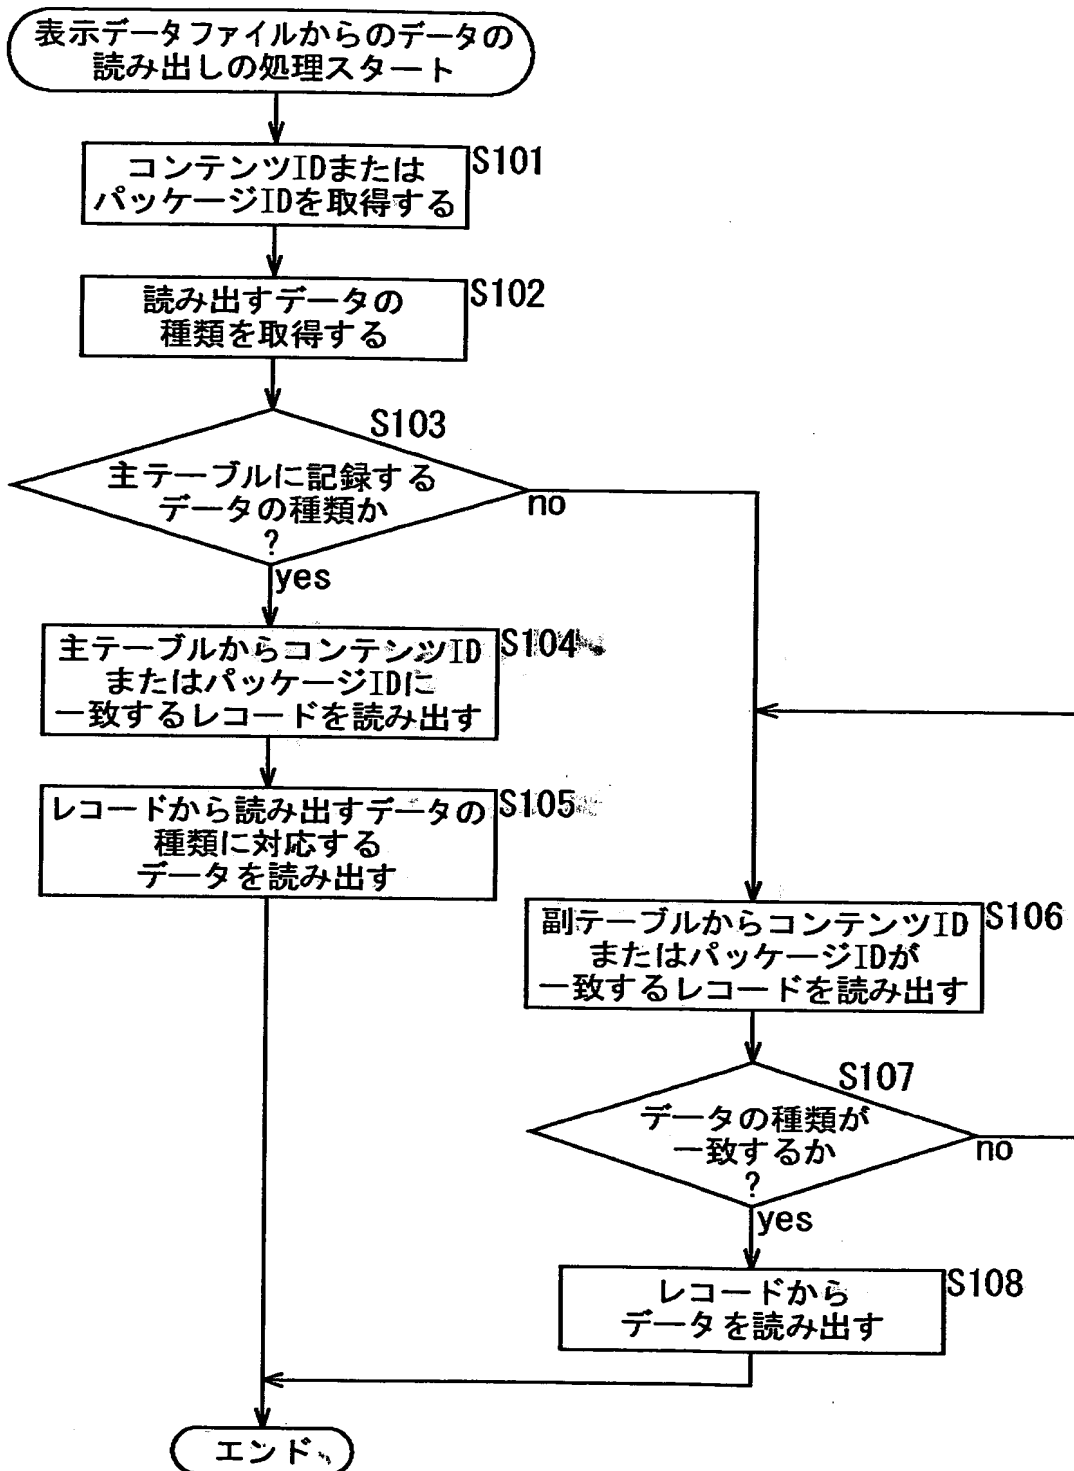 表示データファイルからのデータの
読み出しの処理スタート
S101
コンテンツIDまたは
パッケージIDを取得する
S102
読み出すデータの
種類を取得する
S103
主テーブルに記録する
データの種類か
?
no
yes
S104
主テーブルからコンテンツID
またはパッケージIDに
一致するレコードを読み出す
S105
レコードから読み出すデータの
種類に対応する
データを読み出す
S106
副テーブルからコンテンツID
またはパッケージIDが
一致するレコードを読み出す
S107
データの種類が
一致するか
?
no
yes
S108
レコードから
データを読み出す
エンド